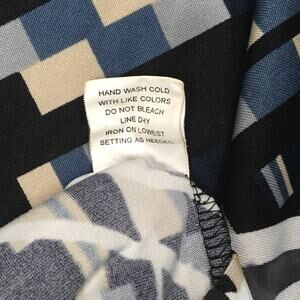 HAND WASH COLD
WITH LIKE COLORS
DO NOT BLEACH
LINE DRY
IRON ON LOWEST
SETTING AS NEEDED